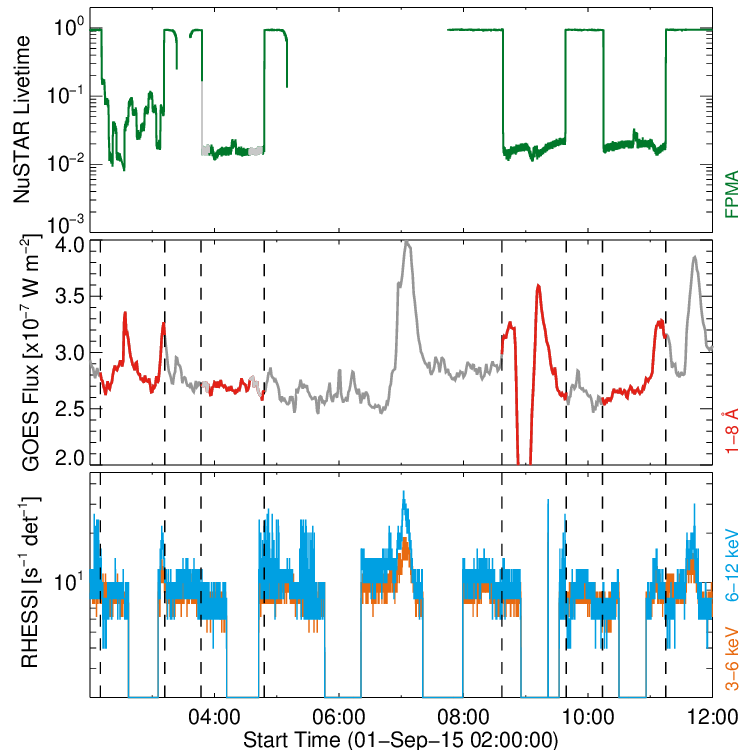 NuSTAR Livetime
10⁰
10⁻¹
10⁻²
10⁻³
FPMA
GOES Flux [x10⁻⁷ W m⁻²]
4.0
3.5
3.0
2.5
2.0
1−8 Å
RHESSI [s⁻¹ det⁻¹]
10¹
3−6 keV 6−12 keV
04:00 06:00 08:00 10:00 12:00
Start Time (01−Sep−15 02:00:00)